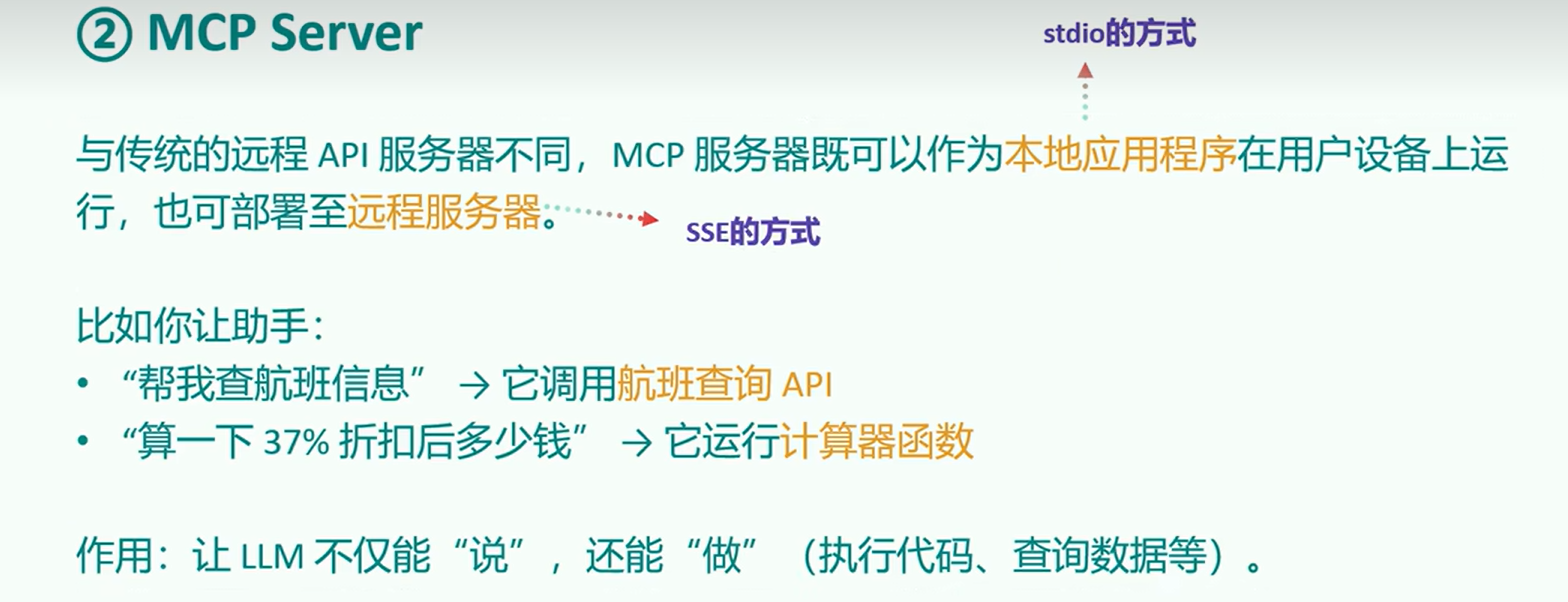 ② MCP Server
stdio的方式
与传统的远程 API 服务器不同，MCP 服务器既可以作为本地应用程序在用户设备上运
行，也可部署至远程服务器。
SSE的方式
比如你让助手：
• “帮我查航班信息” → 它调用航班查询 API
• “算一下 37% 折扣后多少钱” → 它运行计算器函数
作用：让 LLM 不仅能“说”，还能“做”（执行代码、查询数据等）。